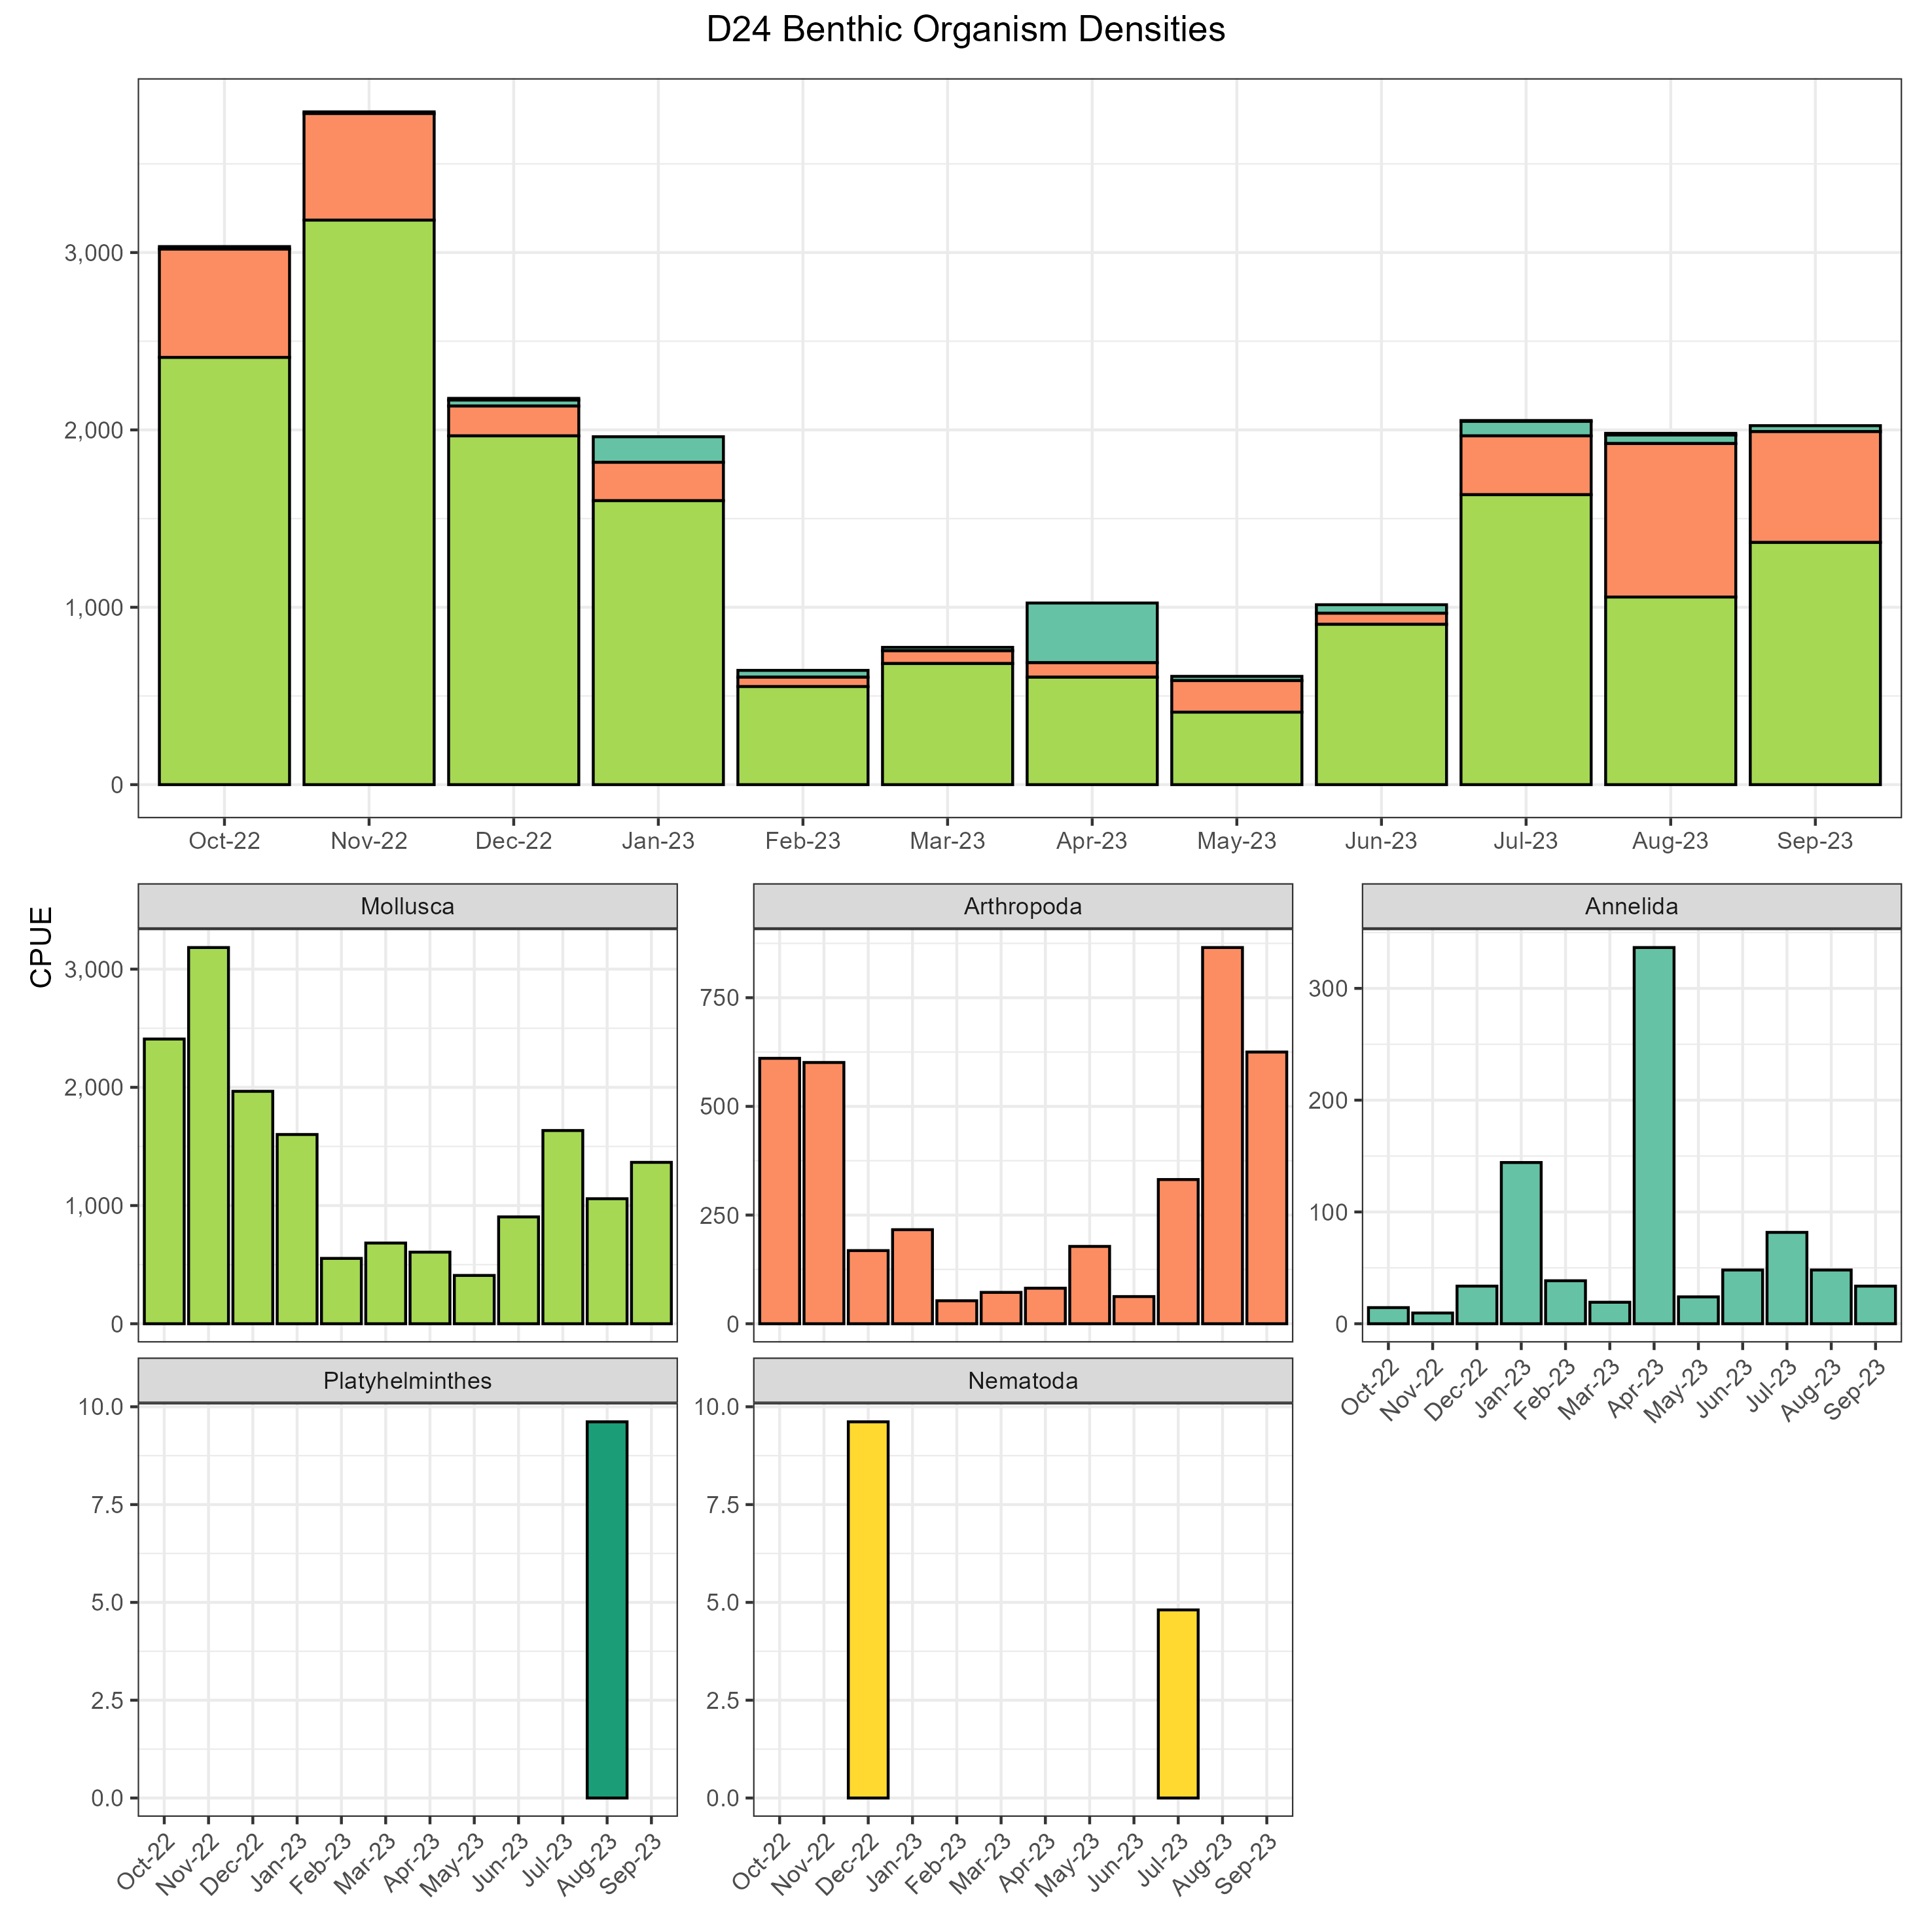 D24 Benthic Organism Densities
3,000
2,000
1,000
0
Oct-22 Nov-22 Dec-22 Jan-23 Feb-23 Mar-23 Apr-23 May-23 Jun-23 Jul-23 Aug-23 Sep-23
CPUE
Mollusca
3,000
2,000
1,000
0
Arthropoda
750
500
250
0
Annelida
300
200
100
0
Oct-22 Nov-22 Dec-22 Jan-23 Feb-23 Mar-23 Apr-23 May-23 Jun-23 Jul-23 Aug-23 Sep-23
Platyhelminthes
10.0
7.5
5.0
2.5
0.0
Oct-22 Nov-22 Dec-22 Jan-23 Feb-23 Mar-23 Apr-23 May-23 Jun-23 Jul-23 Aug-23 Sep-23
Nematoda
10.0
7.5
5.0
2.5
0.0
Oct-22 Nov-22 Dec-22 Jan-23 Feb-23 Mar-23 Apr-23 May-23 Jun-23 Jul-23 Aug-23 Sep-23